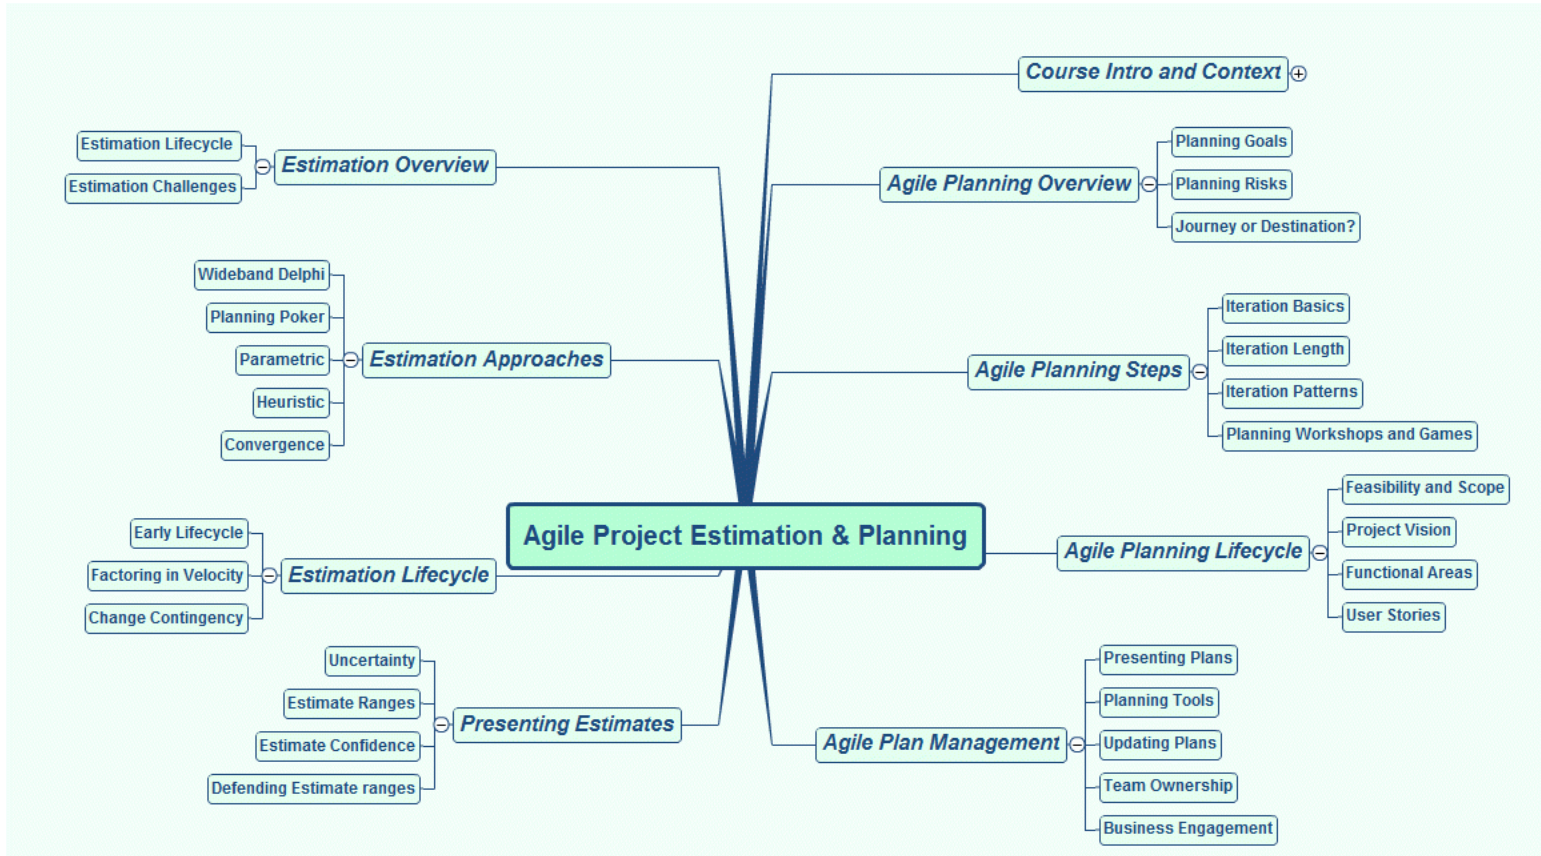 Agile Project Estimation & Planning
Course Intro and Context
Agile Planning Overview
Planning Goals
Planning Risks
Journey or Destination?
Agile Planning Steps
Iteration Basics
Iteration Length
Iteration Patterns
Planning Workshops and Games
Agile Planning Lifecycle
Feasibility and Scope
Project Vision
Functional Areas
User Stories
Agile Plan Management
Presenting Plans
Planning Tools
Updating Plans
Team Ownership
Business Engagement
Estimation Overview
Estimation Lifecycle
Estimation Challenges
Estimation Approaches
Wideband Delphi
Planning Poker
Parametric
Heuristic
Convergence
Estimation Lifecycle
Early Lifecycle
Factoring in Velocity
Change Contingency
Presenting Estimates
Uncertainty
Estimate Ranges
Estimate Confidence
Defending Estimate ranges